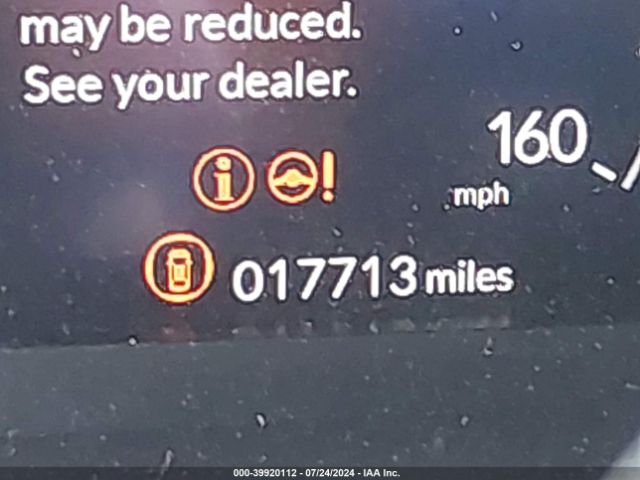 may be reduced.
See your dealer.
160
mph
017713 miles
000-39920112 - 07/24/2024 - IAA Inc.